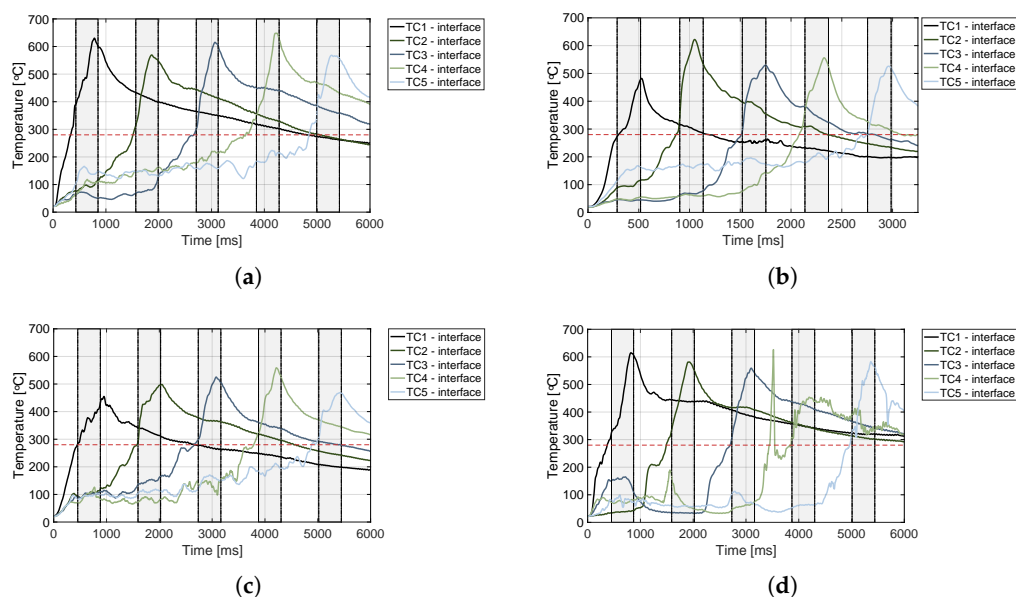 700
600
500
400
300
200
100
0
Temperature [ºC]
0 1000 2000 3000 4000 5000 6000
Time [ms]
TC1 - interface
TC2 - interface
TC3 - interface
TC4 - interface
TC5 - interface
(a)
700
600
500
400
300
200
100
0
Temperature [ºC]
0 500 1000 1500 2000 2500 3000
Time [ms]
TC1 - interface
TC2 - interface
TC3 - interface
TC4 - interface
TC5 - interface
(b)
700
600
500
400
300
200
100
0
Temperature [ºC]
0 1000 2000 3000 4000 5000 6000
Time [ms]
TC1 - interface
TC2 - interface
TC3 - interface
TC4 - interface
TC5 - interface
(c)
700
600
500
400
300
200
100
0
Temperature [ºC]
0 1000 2000 3000 4000 5000 6000
Time [ms]
TC1 - interface
TC2 - interface
TC3 - interface
TC4 - interface
TC5 - interface
(d)